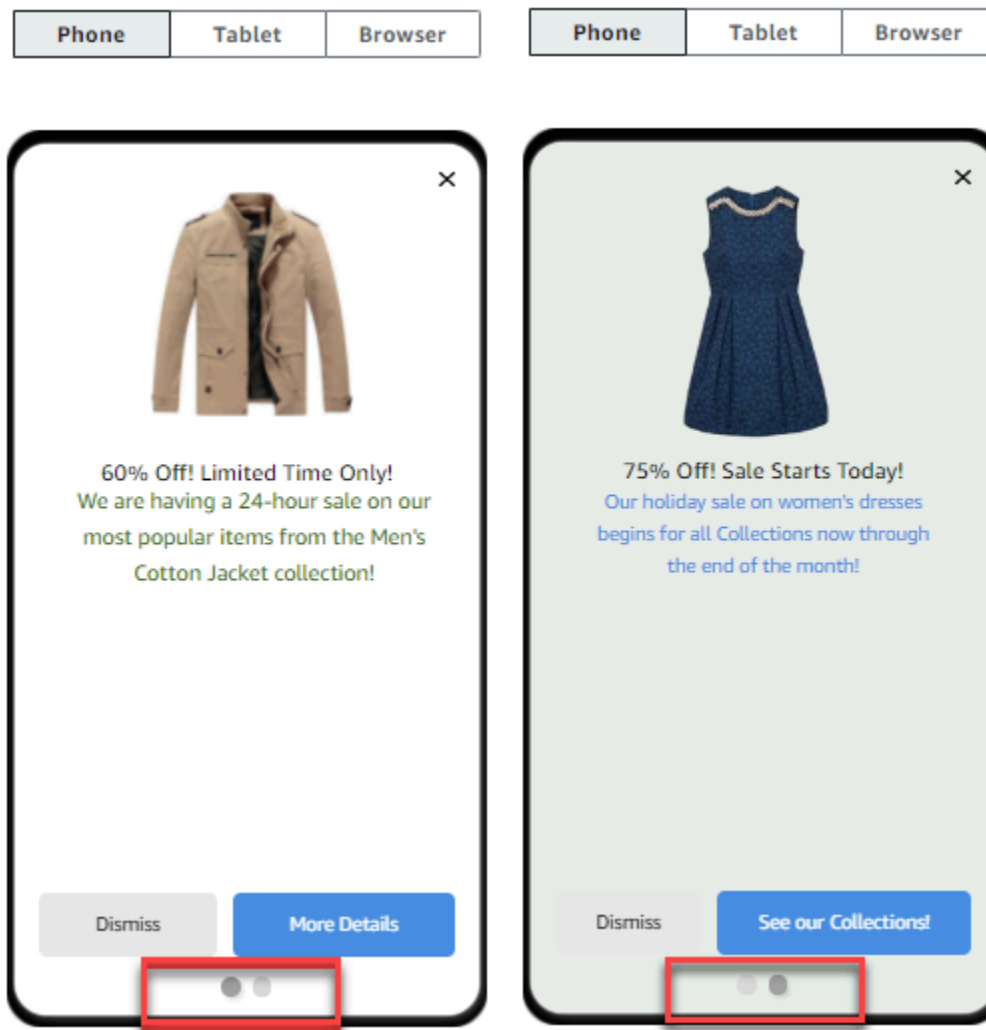 Phone Tablet Browser
60% Off! Limited Time Only!
We are having a 24-hour sale on our
most popular items from the Men's
Cotton Jacket collection!
Dismiss More Details
Phone Tablet Browser
75% Off! Sale Starts Today!
Our holiday sale on women's dresses
begins for all Collections now through
the end of the month!
Dismiss See our Collections!